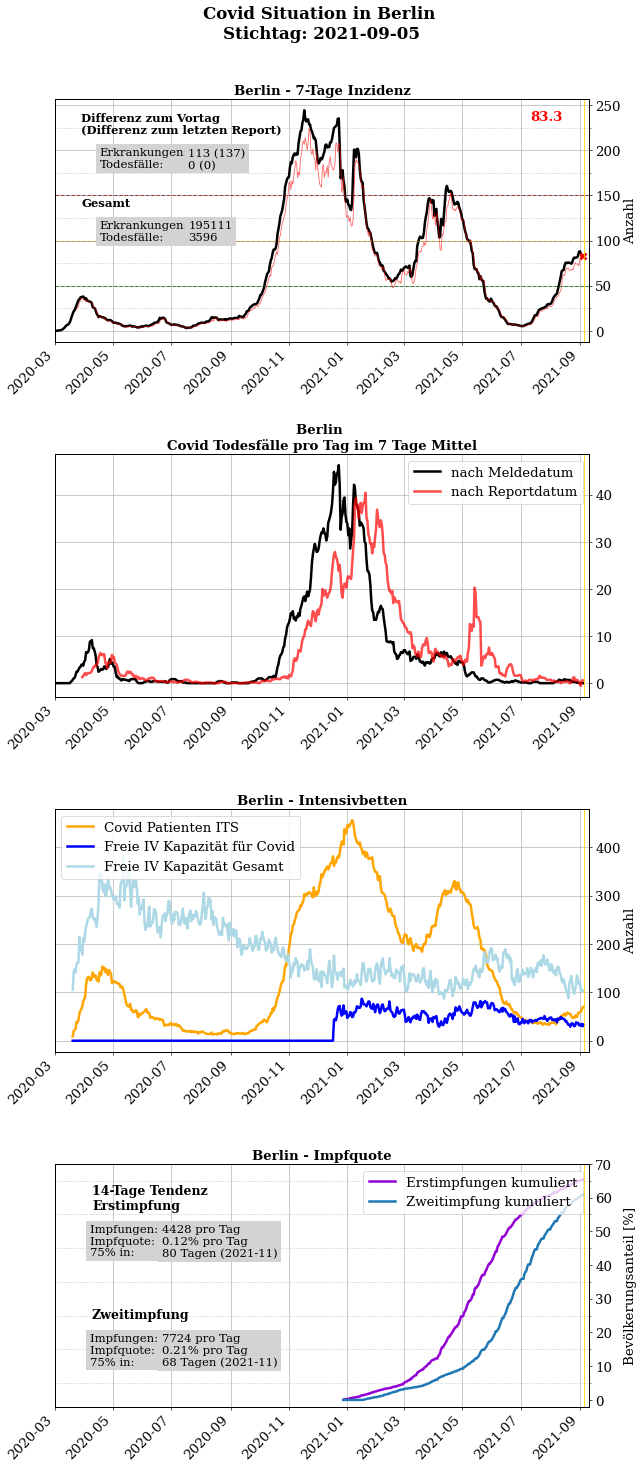 Covid Situation in Berlin
Stichtag: 2021-09-05
Berlin - 7-Tage Inzidenz
Differenz zum Vortag
(Differenz zum letzten Report)
Erkrankungen 113 (137)
Todesfälle: 0 (0)
Gesamt
Erkrankungen 195111
Todesfälle: 3596
83.3
250
200
150
100
50
0
Anzahl
2020-03 2020-05 2020-07 2020-09 2020-11 2021-01 2021-03 2021-05 2021-07 2021-09
Berlin
Covid Todesfälle pro Tag im 7 Tage Mittel
nach Meldedatum
nach Reportdatum
40
30
20
10
0
2020-03 2020-05 2020-07 2020-09 2020-11 2021-01 2021-03 2021-05 2021-07 2021-09
Berlin - Intensivbetten
Covid Patienten ITS
Freie IV Kapazität für Covid
Freie IV Kapazität Gesamt
400
300
200
100
0
Anzahl
2020-03 2020-05 2020-07 2020-09 2020-11 2021-01 2021-03 2021-05 2021-07 2021-09
Berlin - Impfquote
14-Tage Tendenz
Erstimpfung
Impfungen: 4428 pro Tag
Impfquote: 0.12% pro Tag
75% in: 80 Tagen (2021-11)
Zweitimpfung
Impfungen: 7724 pro Tag
Impfquote: 0.21% pro Tag
75% in: 68 Tagen (2021-11)
Erstimpfungen kumuliert
Zweitimpfung kumuliert
70
60
50
40
30
20
10
0
Bevölkerungsanteil [%]
2020-03 2020-05 2020-07 2020-09 2020-11 2021-01 2021-03 2021-05 2021-07 2021-09